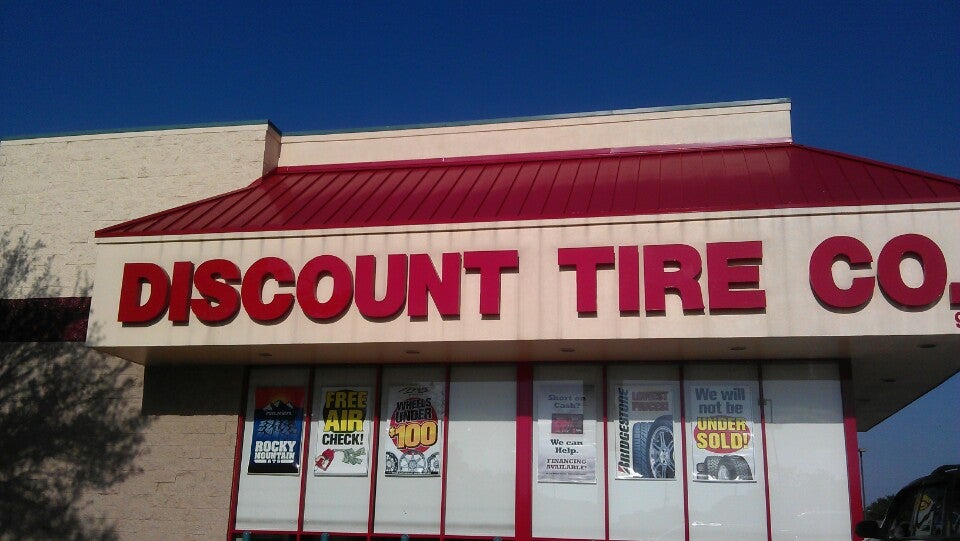 DISCOUNT TIRE CO.
ROCKY
MOUNTAIN
FREE
AIR
CHECK!
WHEELS
UNDER
$100
Short on
Cash?
We can
Help.
FINANCING
AVAILABLE!
BRIDGESTONE
LOWEST
PRICES
We will
not be
UNDER
SOLD!